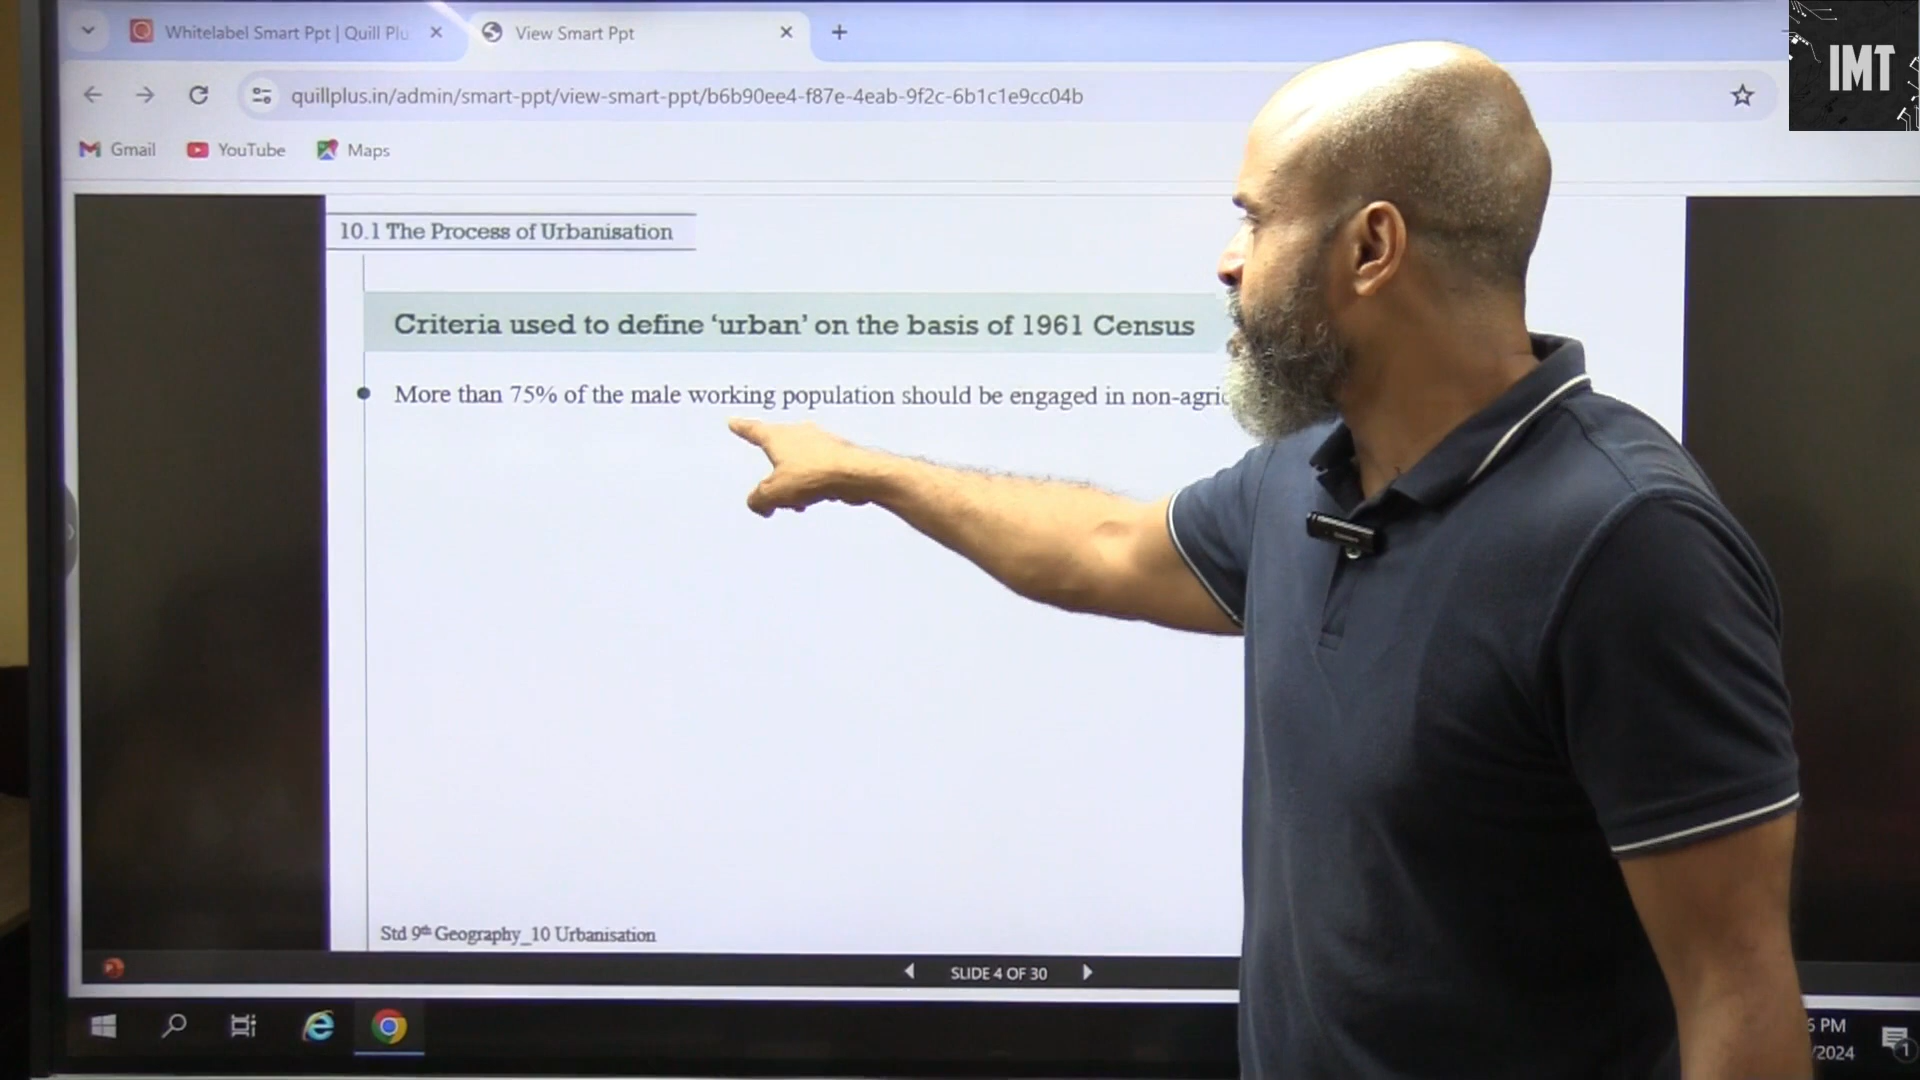 Whitelabel Smart Ppt | Quill Plu
View Smart Ppt
IMT
quillplus.in/admin/smart-ppt/view-smart-ppt/b6b90ee4-f87e-4eab-9f2c-6b1c1e9cc04b
Gmail
YouTube
Maps
10.1 The Process of Urbanisation
Criteria used to define ‘urban’ on the basis of 1961 Census
More than 75% of the male working population should be engaged in non-agric
Std 9th Geography_10 Urbanisation
SLIDE 4 OF 30
5 PM
/2024
1